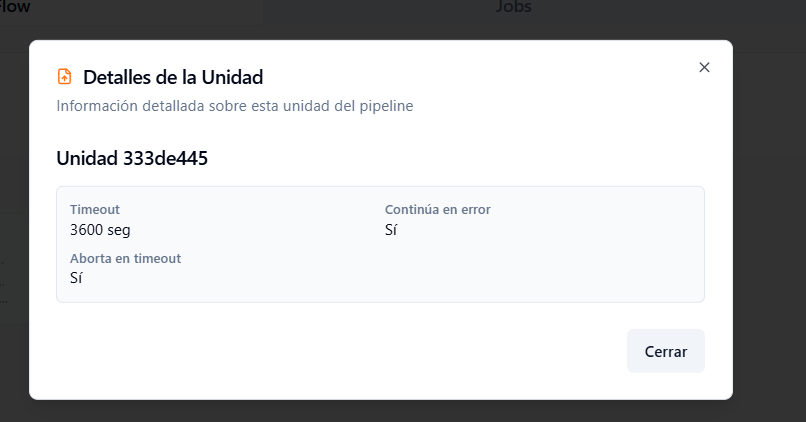 Flow
Jobs
Detalles de la Unidad
Información detallada sobre esta unidad del pipeline
Unidad 333de445
Timeout
Continúa en error
3600 seg
Sí
Aborta en timeout
Sí
Cerrar